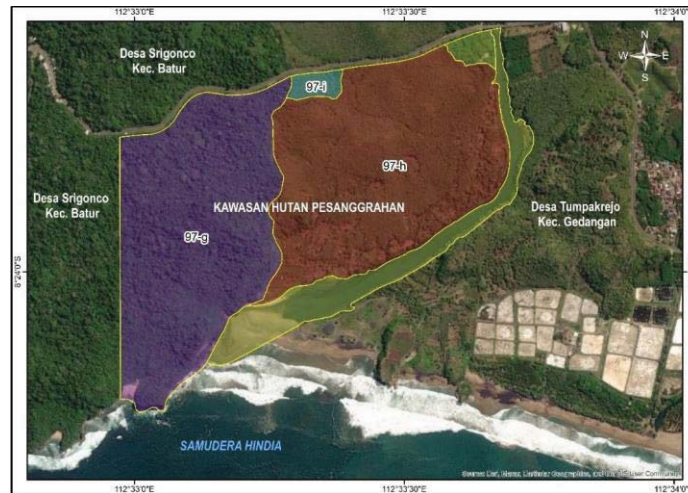 112°33'0"E
112°33'30"E
112°34'0"E
Desa Srigonco
Kec. Batur
N
W E
S
97-i
97-h
Desa Srigonco
Kec. Batur
KAWASAN HUTAN PESANGGRAHAN
Desa Tumpakrejo
Kec. Gedangan
97-g
8°24'0"S
SAMUDERA HINDIA
112°33'0"E
112°33'30"E
112°34'0"E